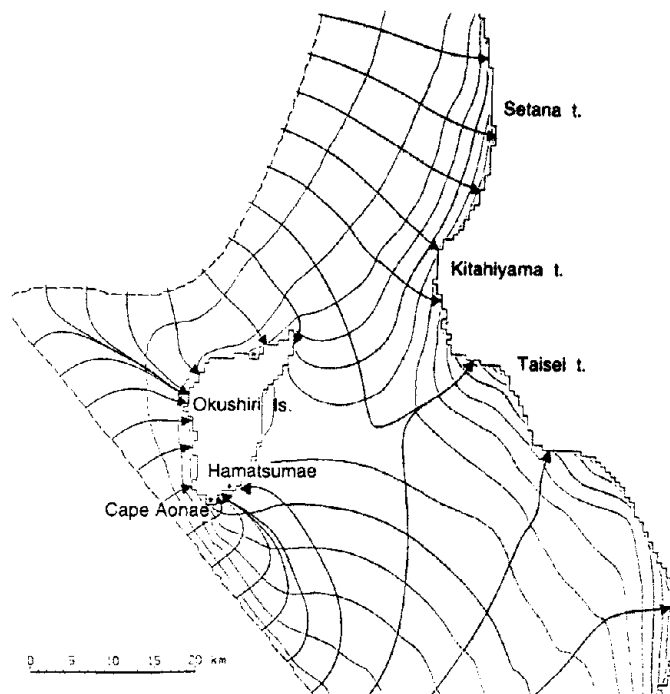 Setana t.
Kitahiyama t.
Taisei t.
Okushiri Is.
Hamatsumae
Cape Aonae
0 5 10 15 20 km